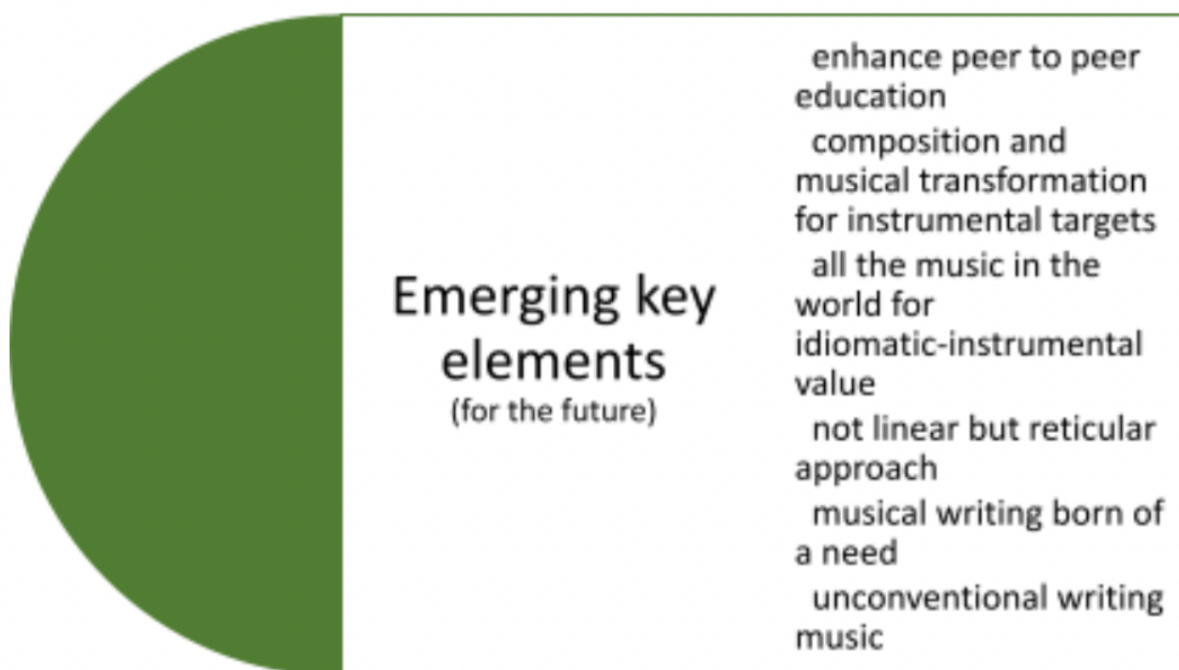 Emerging key
elements
(for the future)
enhance peer to peer
education
composition and
musical transformation
for instrumental targets
all the music in the
world for
idiomatic-instrumental
value
not linear but reticular
approach
musical writing born of
a need
unconventional writing
music